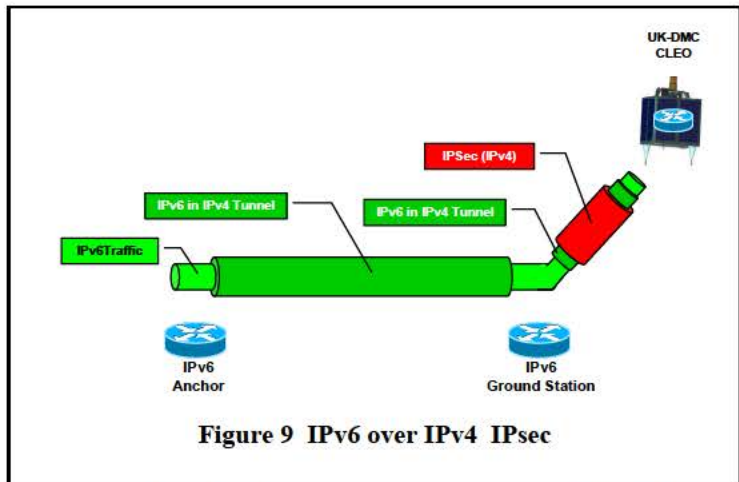 UK-DMC
CLEO
IPSec (IPv4)
IPv6 in IPv4 Tunnel
IPv6 in IPv4 Tunnel
IPv6Traffic
IPv6
Anchor
IPv6
Ground Station
Figure 9 IPv6 over IPv4 IPsec